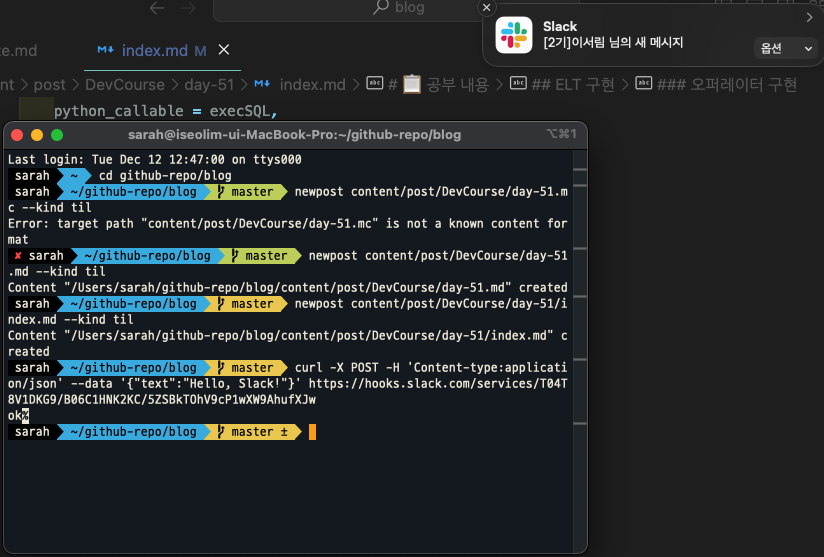 blog
Slack
[2기]이서림 님의 새 메시지
옵션
e.md
index.md M
nt > post > DevCourse > day-51 > index.md > # 📋 공부 내용 > ## ELT 구현 > ### 오퍼레이터 구현
python_callable = execSQL,
sarah@iseolim-ui-MacBook-Pro:~/github-repo/blog
⌥⌘1
Last login: Tue Dec 12 12:47:00 on ttys000
sarah ~ cd github-repo/blog
sarah ~/github-repo/blog master newpost content/post/DevCourse/day-51.m
c --kind til
Error: target path "content/post/DevCourse/day-51.mc" is not a known content for
mat
✘ sarah ~/github-repo/blog master newpost content/post/DevCourse/day-51
.md --kind til
Content "/Users/sarah/github-repo/blog/content/post/DevCourse/day-51.md" created
sarah ~/github-repo/blog master newpost content/post/DevCourse/day-51/i
ndex.md --kind til
Content "/Users/sarah/github-repo/blog/content/post/DevCourse/day-51/index.md" c
reated
sarah ~/github-repo/blog master curl -X POST -H 'Content-type:applicati
on/json' --data '{"text":"Hello, Slack!"}' https://hooks.slack.com/services/T04T
8V1DKG9/B06C1HNK2KC/5ZSBkTOhV9cP1wXW9AhufXJw
ok%
sarah ~/github-repo/blog master ±